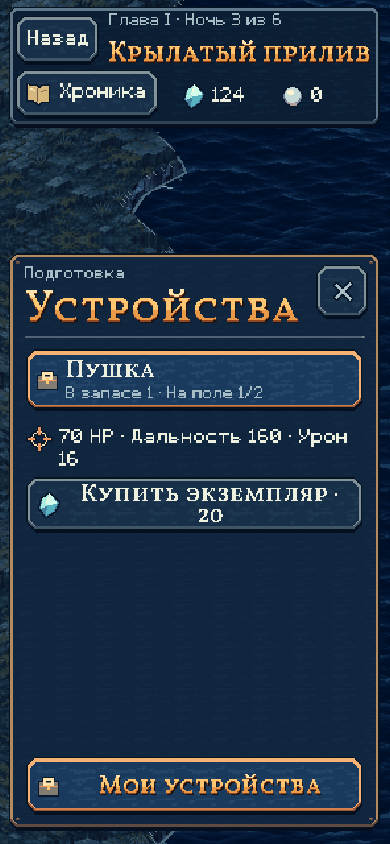 Глава I · Ночь 3 из 6
Назад
Крылатый прилив
Хроника
124
0
Подготовка
Устройства
Пушка
В запасе 1 · На поле 1/2
70 HP · Дальность 160 · Урон
16
Купить экземпляр ·
20
Мои устройства